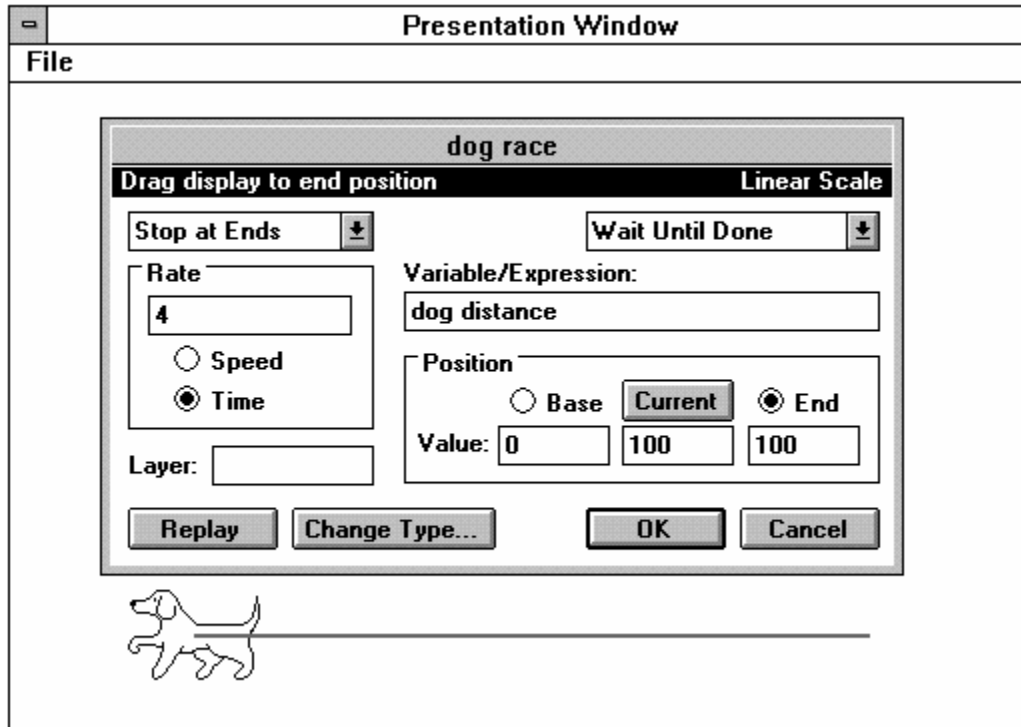 Presentation Window
File
dog race
Drag display to end position Linear Scale
Stop at Ends Wait Until Done
Rate
4
Speed
Time
Variable/Expression:
dog distance
Position
Base Current End
Value: 0 100 100
Layer:
Replay Change Type... OK Cancel